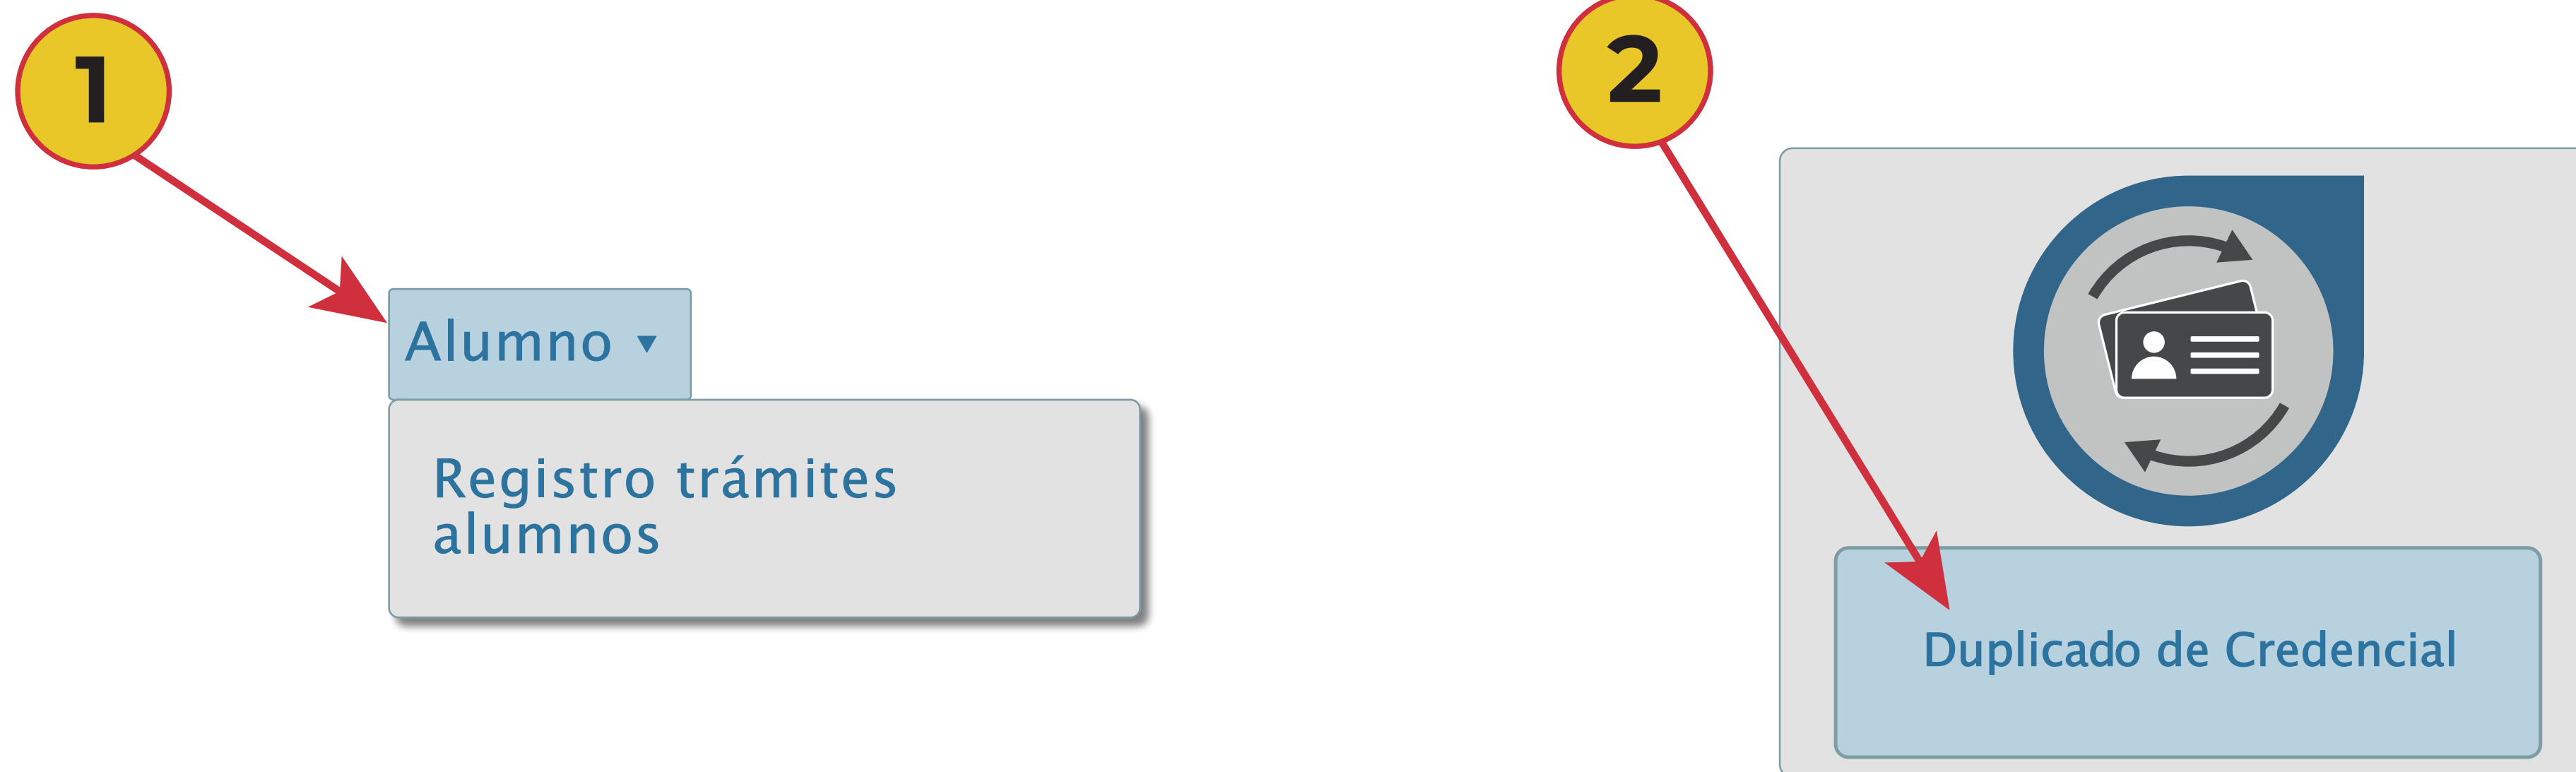 1
Alumno ▼
Registro trámites
alumnos
2
Duplicado de Credencial